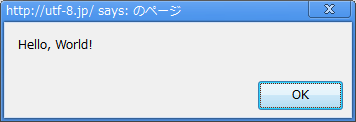 http://utf-8.jp/ says: のページ
Hello, World!
OK